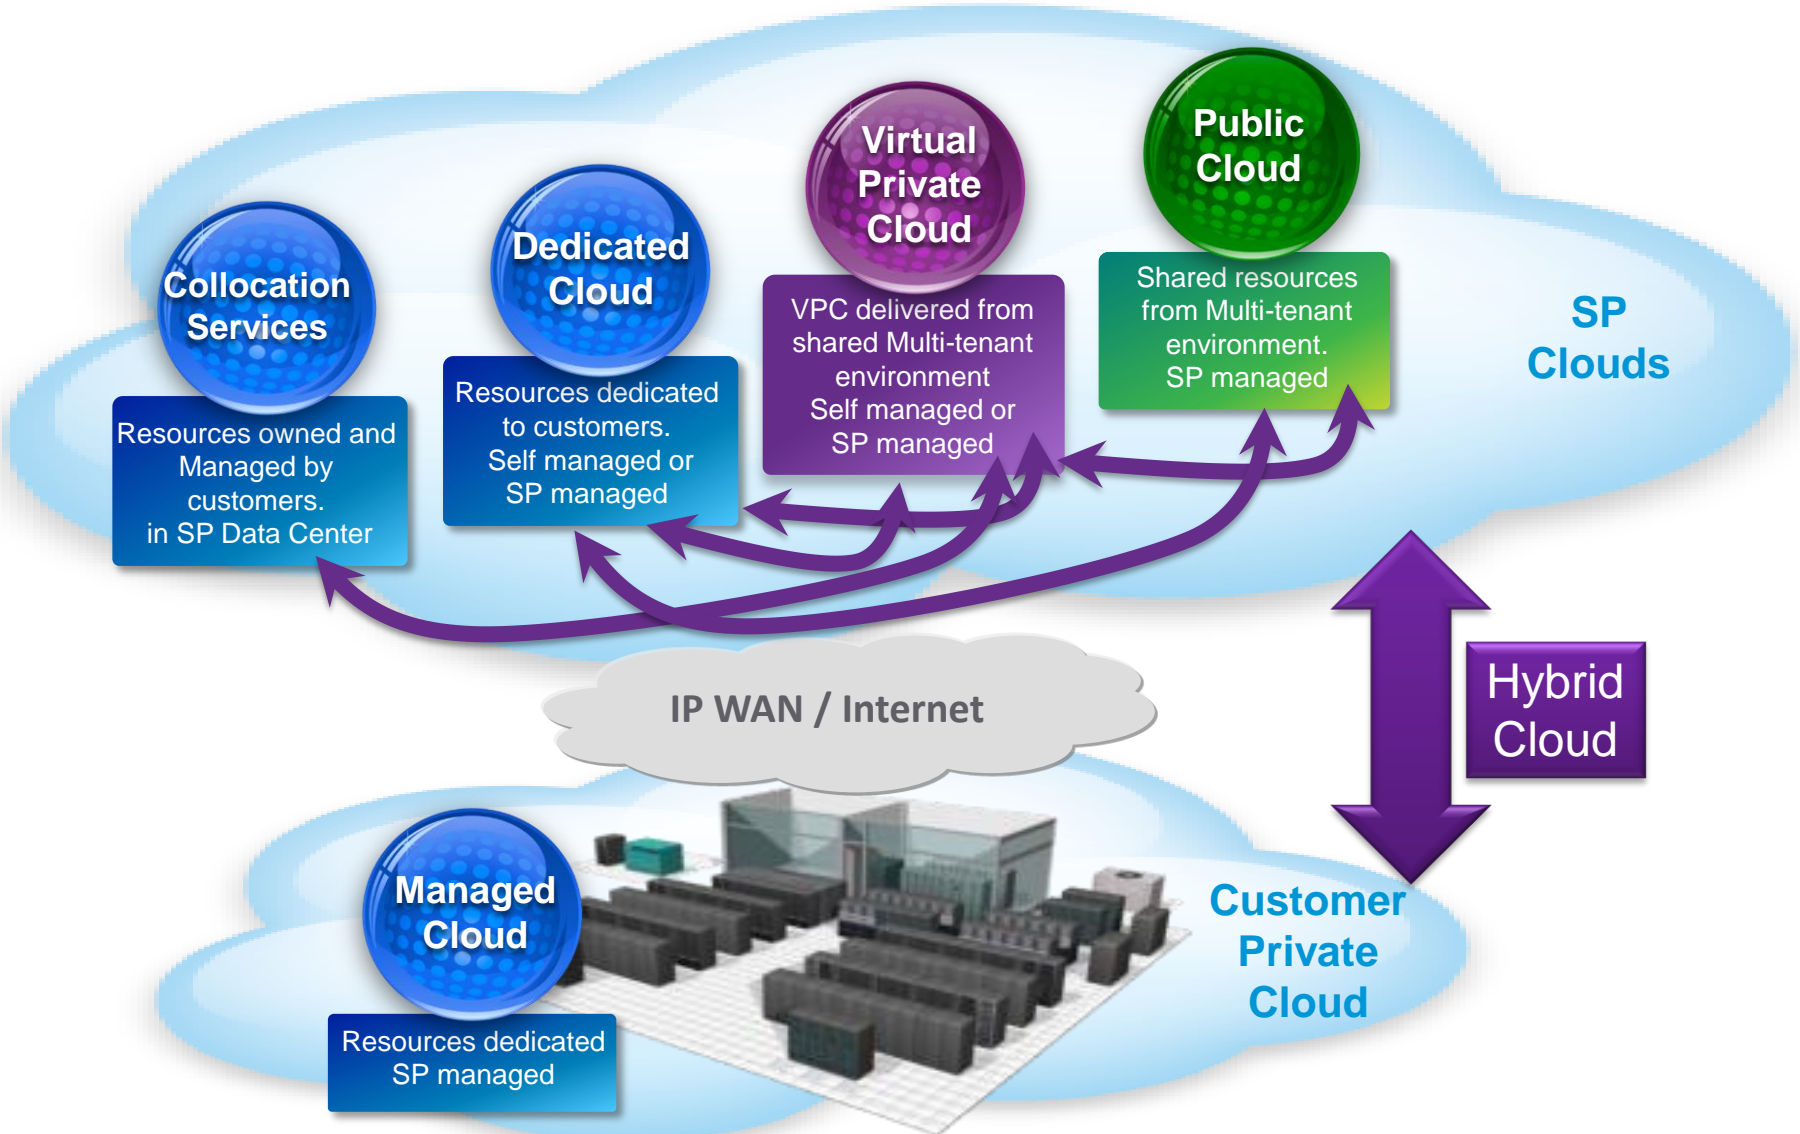 Collocation
Services
Resources owned and
Managed by
customers.
in SP Data Center
Dedicated
Cloud
Resources dedicated
to customers.
Self managed or
SP managed
Virtual
Private
Cloud
VPC delivered from
shared Multi-tenant
environment
Self managed or
SP managed
Public
Cloud
Shared resources
from Multi-tenant
environment.
SP managed
SP
Clouds
IP WAN / Internet
Hybrid
Cloud
Managed
Cloud
Resources dedicated
SP managed
Customer
Private
Cloud